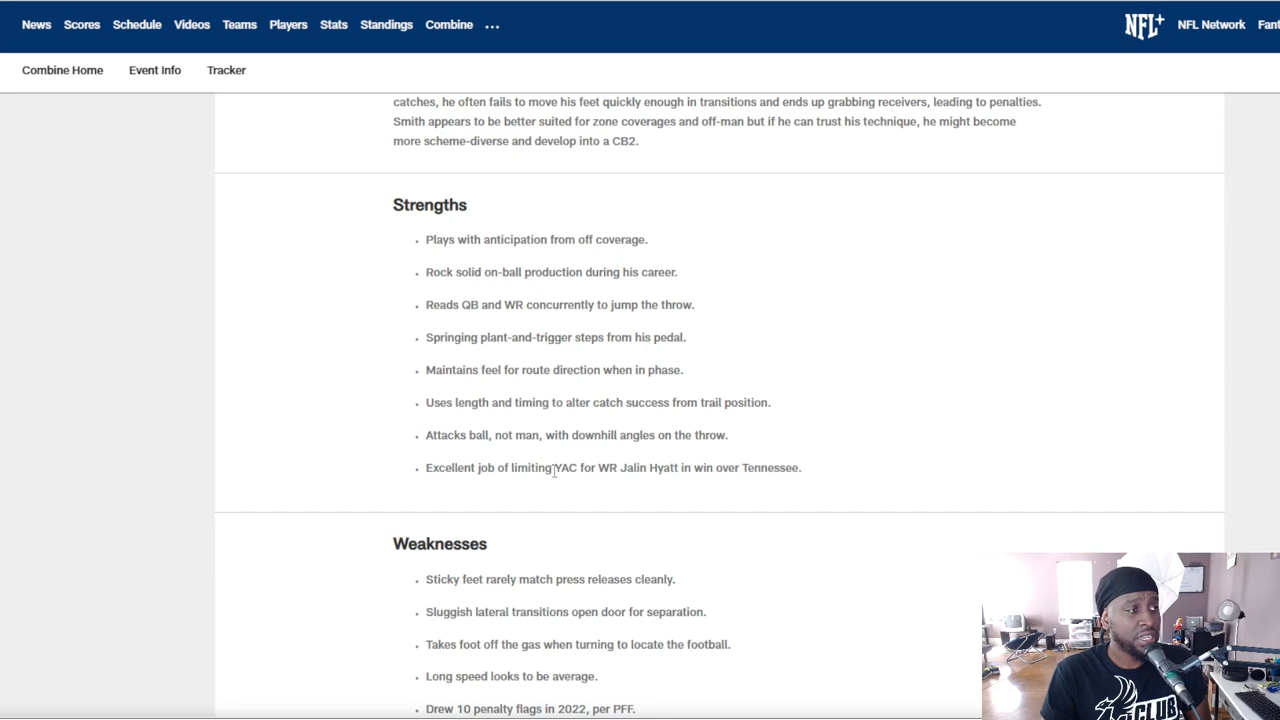 News Scores Schedule Videos Teams Players Stats Standings Combine ... NFL+ NFL Network Fant
Combine Home Event Info Tracker
catches, he often fails to move his feet quickly enough in transitions and ends up grabbing receivers, leading to penalties.
Smith appears to be better suited for zone coverages and off-man but if he can trust his technique, he might become
more scheme-diverse and develop into a CB2.
Strengths
• Plays with anticipation from off coverage.
• Rock solid on-ball production during his career.
• Reads QB and WR concurrently to jump the throw.
• Springing plant-and-trigger steps from his pedal.
• Maintains feel for route direction when in phase.
• Uses length and timing to alter catch success from trail position.
• Attacks ball, not man, with downhill angles on the throw.
• Excellent job of limiting YAC for WR Jalin Hyatt in win over Tennessee.
Weaknesses
• Sticky feet rarely match press releases cleanly.
• Sluggish lateral transitions open door for separation.
• Takes foot off the gas when turning to locate the football.
• Long speed looks to be average.
• Drew 10 penalty flags in 2022, per PFF.
CLUB